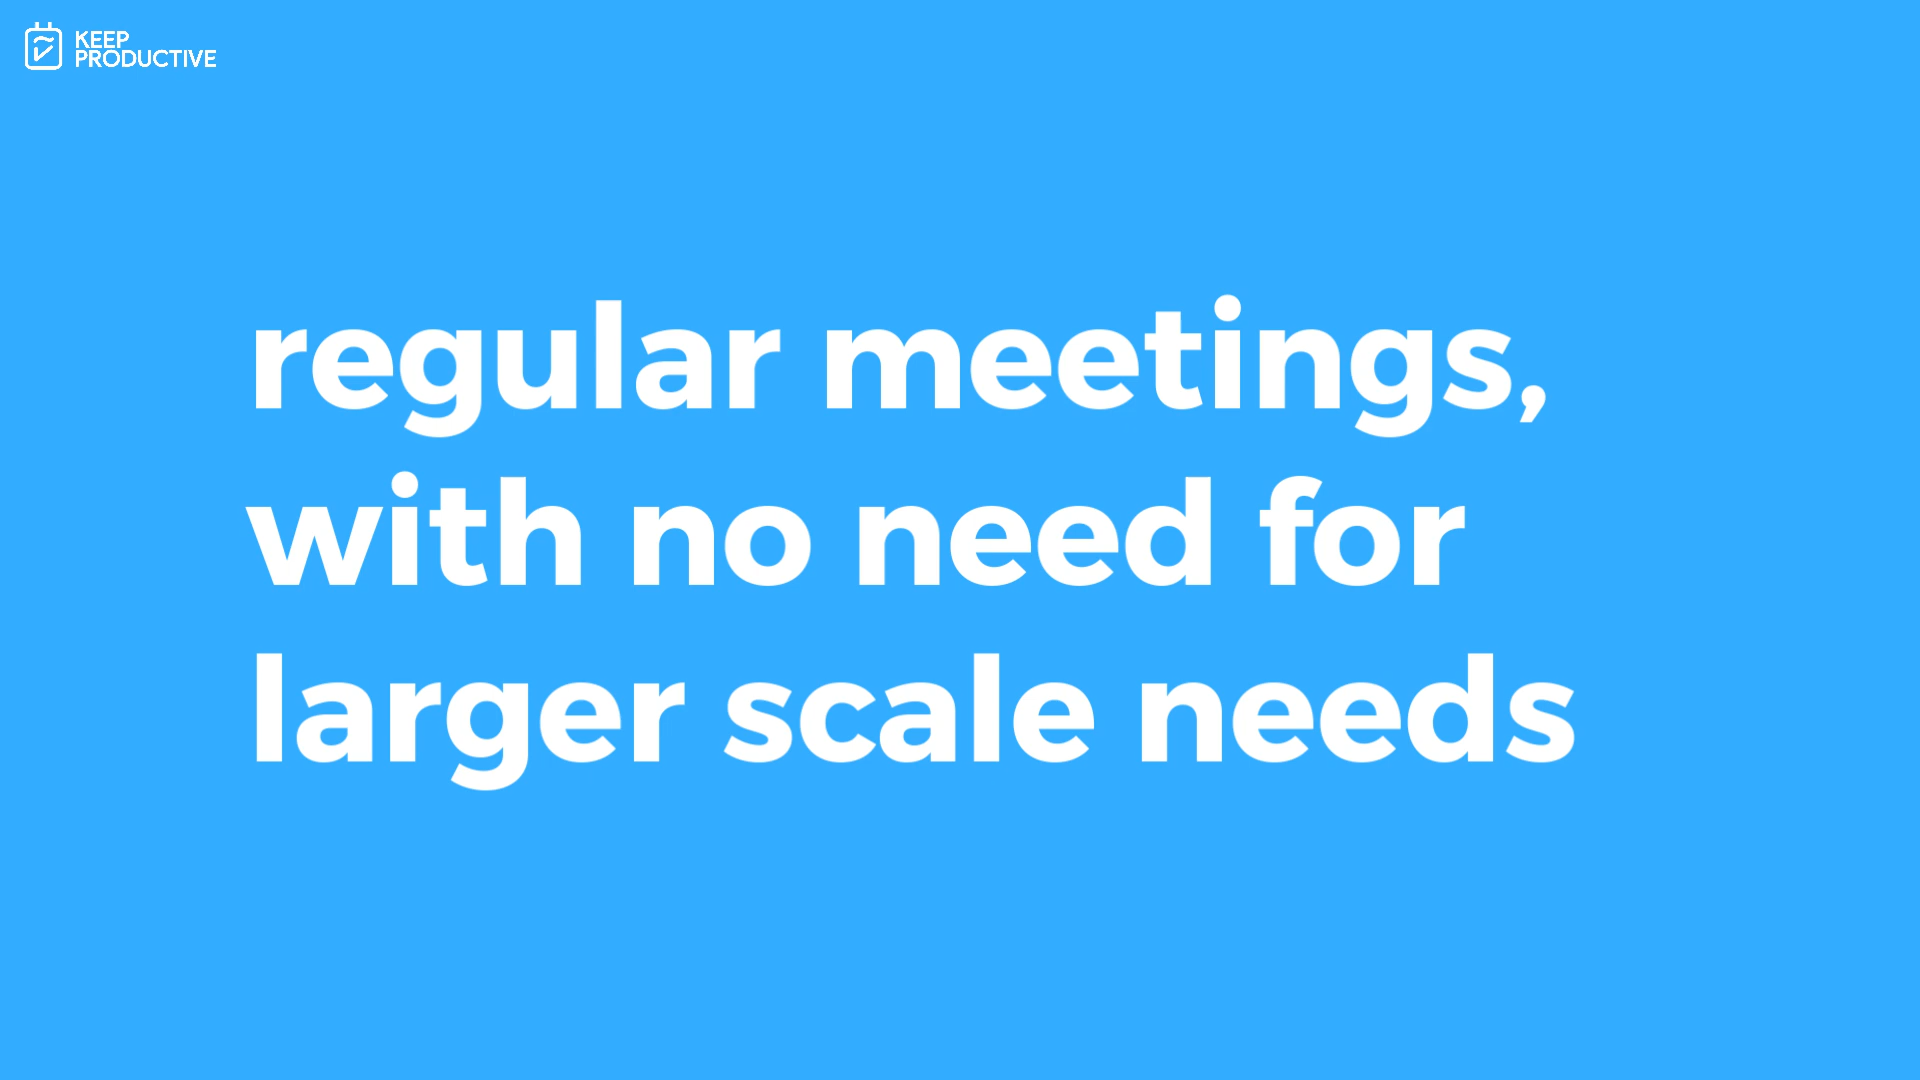 KEEP
PRODUCTIVE
regular meetings,
with no need for
larger scale needs